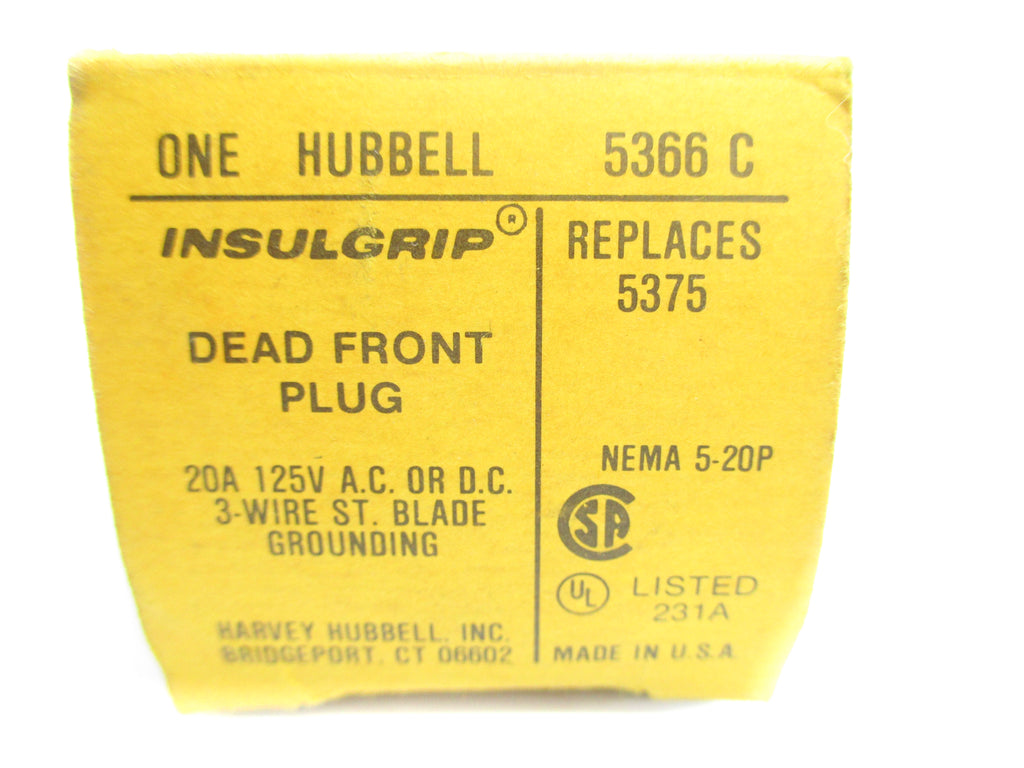 ONE HUBBELL 5366 C
INSULGRIP®
DEAD FRONT
PLUG
20A 125V A.C. OR D.C.
3-WIRE ST. BLADE
GROUNDING
HARVEY HUBBELL, INC.
BRIDGEPORT, CT 06602
REPLACES
5375
NEMA 5-20P
CSA
UL LISTED
231A
MADE IN U.S.A.